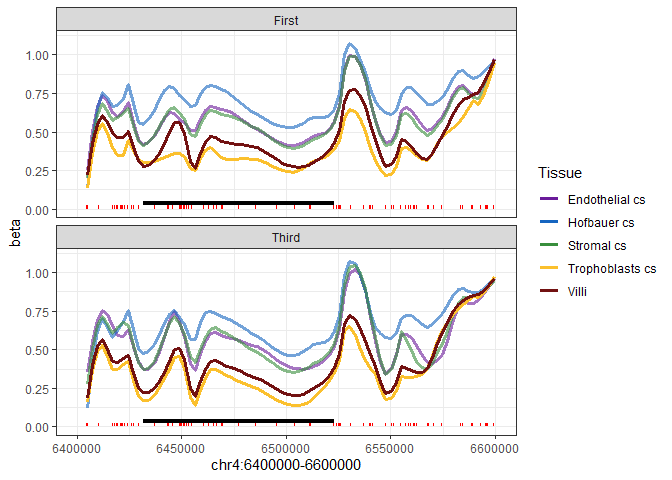 First
1.00
0.75
0.50
0.25
0.00
beta
Third
1.00
0.75
0.50
0.25
0.00
6400000 6450000 6500000 6550000 6600000
chr4:6400000-6600000
Tissue
Endothelial cs
Hofbauer cs
Stromal cs
Trophoblasts cs
Villi